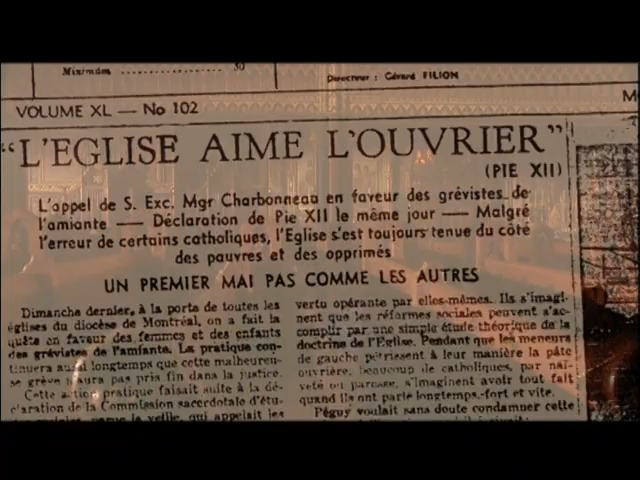 Minimum ................ 30
Directeur : Gérard FILION
VOLUME XL — No 102
M
"L'EGLISE AIME L'OUVRIER"
(PIE XII)
L'appel de S. Exc. Mgr Charbonneau en faveur des grévistes de
l'amiante — Déclaration de Pie XII le même jour — Malgré
l'erreur de certains catholiques, l'Eglise s'est toujours tenue du côté
des pauvres et des opprimés
UN PREMIER MAI PAS COMME LES AUTRES
Dimanche dernier, à la porte de toutes les
églises du diocèse de Montréal, on a fait la
quête en faveur des femmes et des enfants
des grévistes de l'amiante. La pratique con-
tinuera aussi longtemps que cette malheureu-
se grève n'aura pas pris fin dans la justice.
Cette action pratique faisait suite à la dé-
claration de la Commission sacerdotale d'étu-
parue la veille, qui appelait les
vertu opérante par elles-mêmes. Ils s'imagi-
nent que les réformes sociales peuvent s'ac-
complir par une simple étude théorique de la
doctrine de l'Eglise. Pendant que les meneurs
de gauche pétrissent à leur manière la pâte
ouvrière, beaucoup de catholiques, par naï-
veté ou paresse, s'imaginent avoir tout fait
quand ils ont parlé longtemps, fort et vite.
Péguy voulait sans doute condamner cette